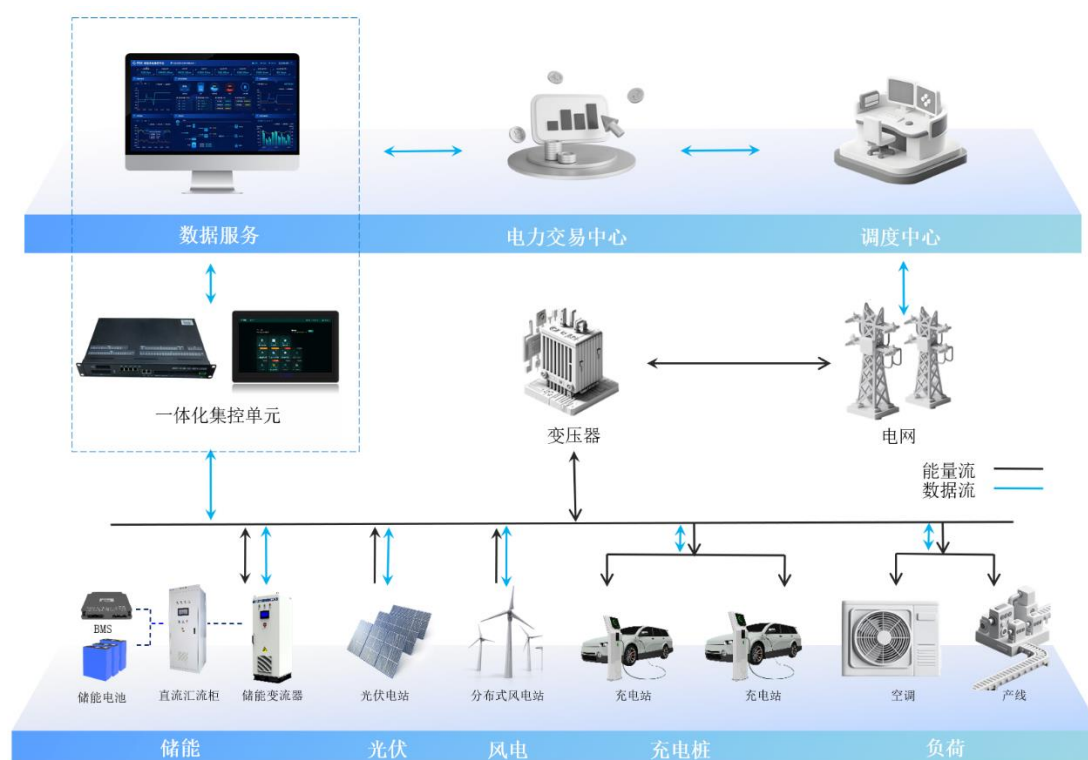 数据服务
电力交易中心
调度中心
一体化集控单元
变压器
电网
能量流
数据流
BMS
储能电池
直流汇流柜
储能变流器
光伏电站
分布式风电站
充电站
充电站
空调
产线
储能
光伏
风电
充电桩
负荷